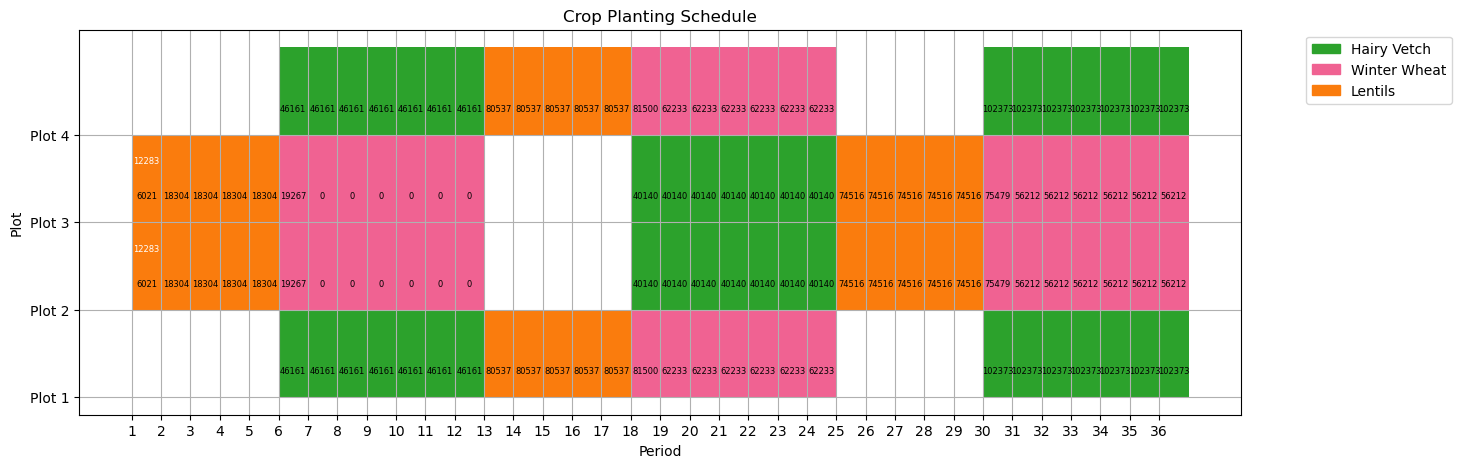 Crop Planting Schedule
Hairy Vetch
Winter Wheat
Lentils
Plot
Plot 4
46161 46161 46161 46161 46161 46161 46161 80537 80537 80537 80537 80537 81500 62233 62233 62233 62233 62233 62233 102373 102373 102373 102373 102373 102373 102373
Plot 3
12283
6021 18304 18304 18304 18304 19267 0 0 0 0 0 0 40140 40140 40140 40140 40140 40140 40140 74516 74516 74516 74516 74516 75479 56212 56212 56212 56212 56212 56212
Plot 2
12283
6021 18304 18304 18304 18304 19267 0 0 0 0 0 0 40140 40140 40140 40140 40140 40140 40140 74516 74516 74516 74516 74516 75479 56212 56212 56212 56212 56212 56212
Plot 1
46161 46161 46161 46161 46161 46161 46161 80537 80537 80537 80537 80537 81500 62233 62233 62233 62233 62233 62233 102373 102373 102373 102373 102373 102373 102373
1 2 3 4 5 6 7 8 9 10 11 12 13 14 15 16 17 18 19 20 21 22 23 24 25 26 27 28 29 30 31 32 33 34 35 36
Period